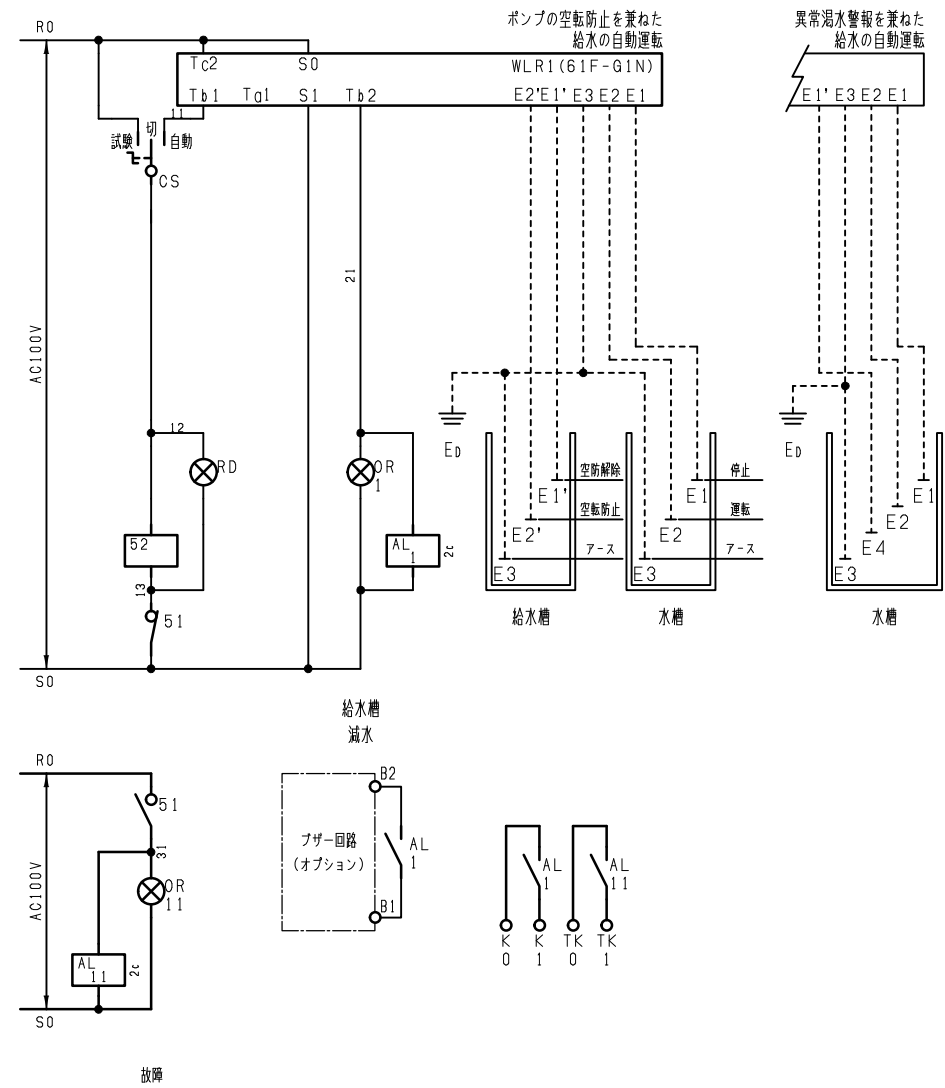 ポンプの空転防止を兼ねた
給水の自動運転
異常渇水警報を兼ねた
給水の自動運転
R0
Tc2 S0 WLR1(61F-G1N)
Tb1 Ta1 S1 Tb2 E2' E1' E3 E2 E1
E1' E3 E2 E1
11
試験 切 自動
CS
21
AC100V
12
RD
OR
1
ED
ED
空防解除
停止
E1'
E1
E1
空転防止
運転
E2'
E2
E2
52
AL
1
2c
アース
アース
E4
E3
E3
E3
13
51
給水槽
水槽
水槽
S0
給水槽
減水
R0
51
31
OR
11
AC100V
AL
11
2c
S0
故障
B2
ブザー回路
(オプション)
AL
1
B1
AL
1
AL
11
K
0
K
1
TK
0
TK
1